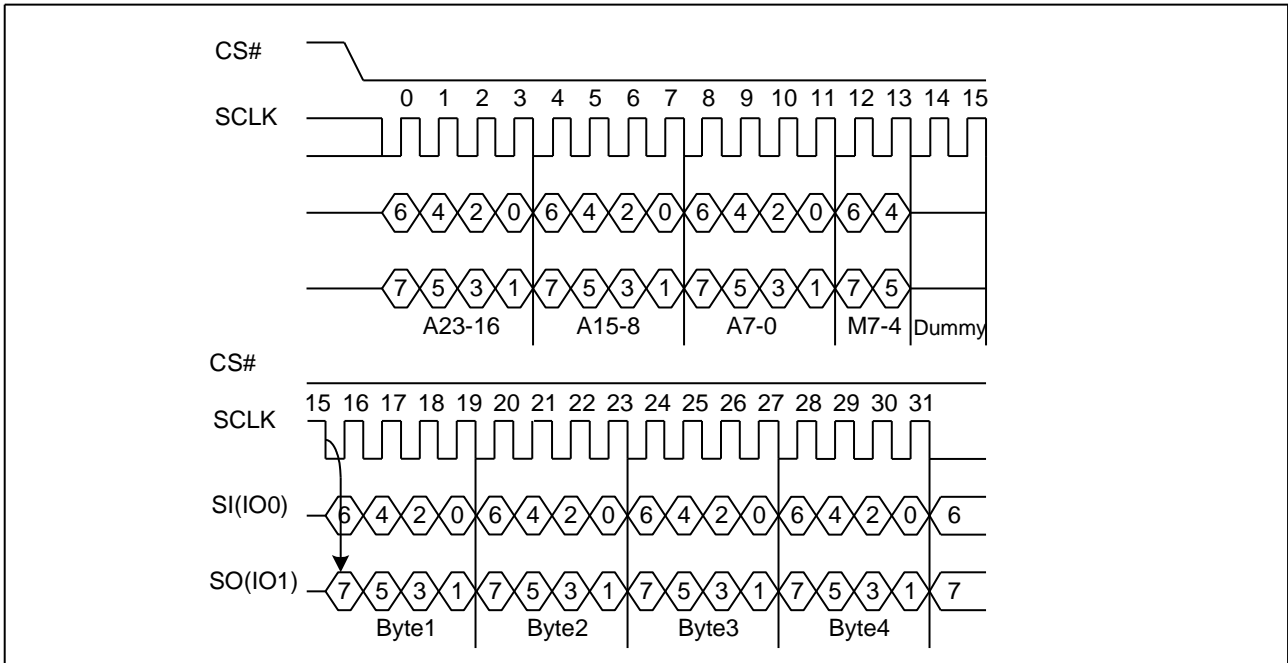 CS#
0 1 2 3 4 5 6 7 8 9 10 11 12 13 14 15
SCLK
6 4 2 0 6 4 2 0 6 4 2 0 6 4
7 5 3 1 7 5 3 1 7 5 3 1 7 5
A23-16 A15-8 A7-0 M7-4 Dummy
CS#
15 16 17 18 19 20 21 22 23 24 25 26 27 28 29 30 31
SCLK
SI(IO0) 6 4 2 0 6 4 2 0 6 4 2 0 6 4 2 0 6
SO(IO1) 7 5 3 1 7 5 3 1 7 5 3 1 7 5 3 1 7
Byte1 Byte2 Byte3 Byte4